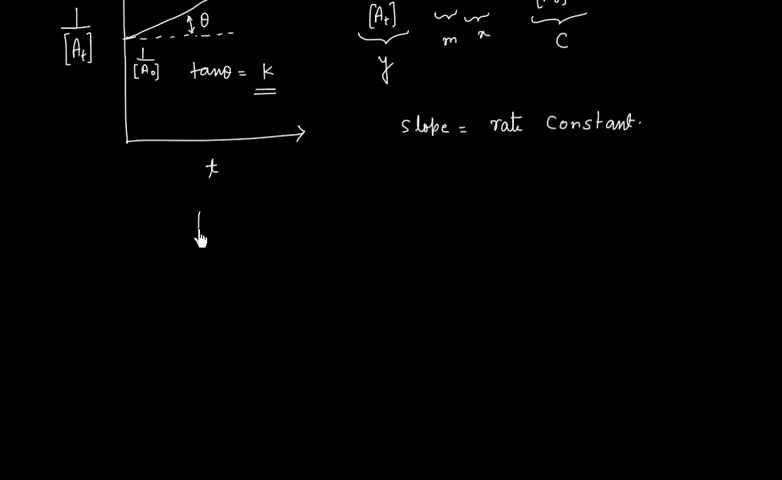 1
[At]
θ
1
[A0]
tanθ = K
t
[At]
m x
y
C
slope = rate constant.